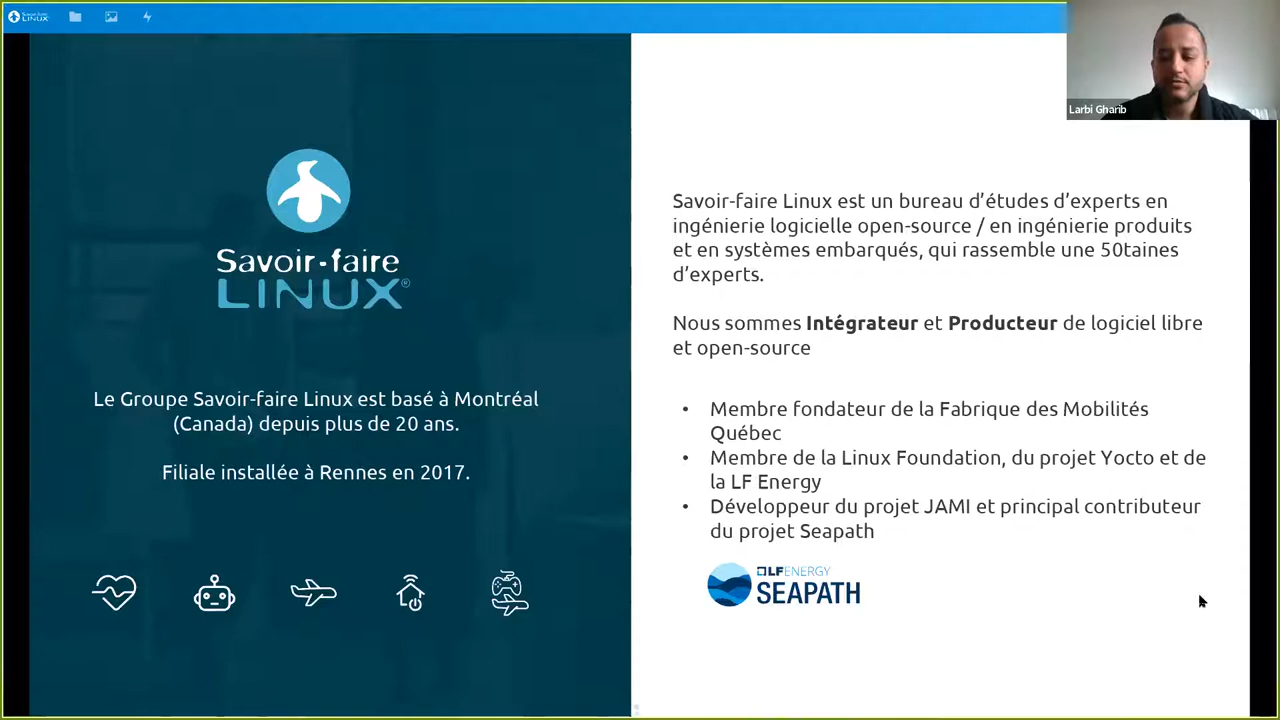 Savoir-faire
LINUX
Larbi Gharib
Savoir-faire
LINUX®
Le Groupe Savoir-faire Linux est basé à Montréal
(Canada) depuis plus de 20 ans.
Filiale installée à Rennes en 2017.
Savoir-faire Linux est un bureau d’études d’experts en
ingénierie logicielle open-source / en ingénierie produits
et en systèmes embarqués, qui rassemble une 50taines
d’experts.
Nous sommes Intégrateur et Producteur de logiciel libre
et open-source
• Membre fondateur de la Fabrique des Mobilités
Québec
• Membre de la Linux Foundation, du projet Yocto et de
la LF Energy
• Développeur du projet JAMI et principal contributeur
du projet Seapath
LF ENERGY
SEAPATH